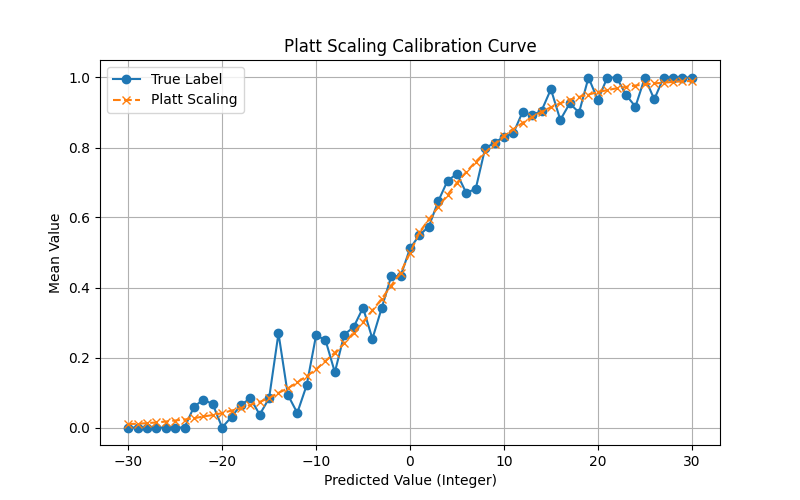 Platt Scaling Calibration Curve
True Label
Platt Scaling
Mean Value
1.0
0.8
0.6
0.4
0.2
0.0
−30
−20
−10
0
10
20
30
Predicted Value (Integer)